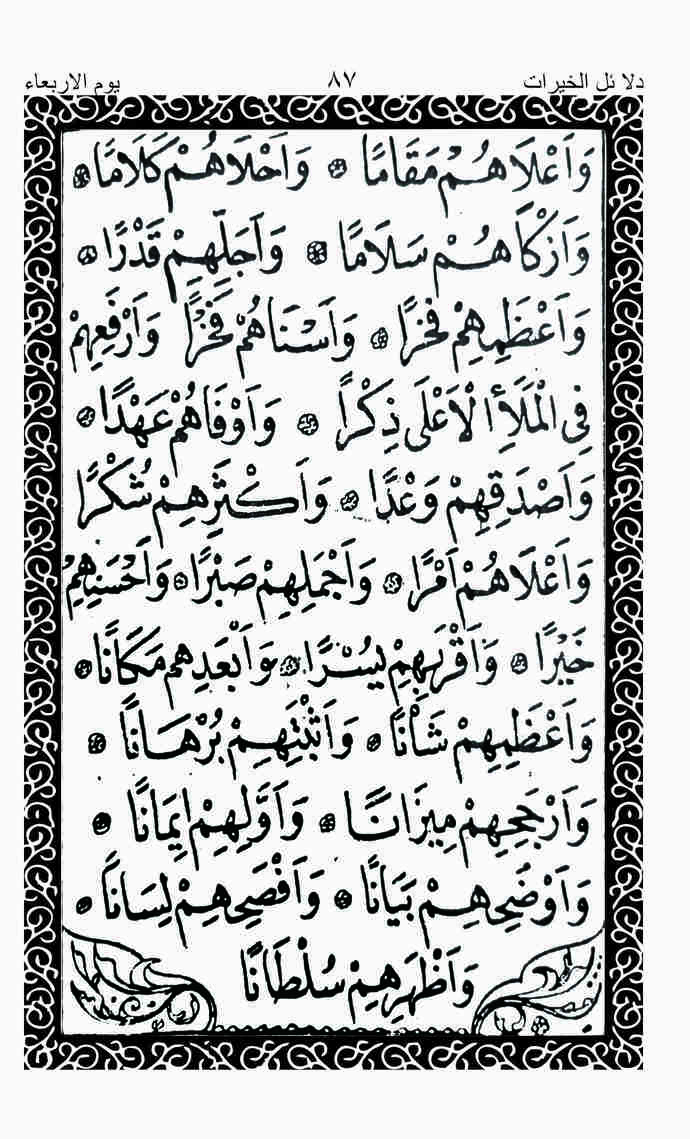 دلا ئل الخيرات ٨٧ يوم الاربعاء
وَاَعْلَاهُمْ مَقَامًا ۞ وَاَحْلَاهُمْ كَلَامًا ۞
وَاَزْكَاهُمْ سَلَامًا ۞ وَاَجَلِّهِمْ قَدْرًا ۞
وَاَعْظَمِهِمْ فَخْرًا ۞ وَاَسْنَاهُمْ فَخْرًا وَاَرْفَعِهِمْ
فِى الْمَلَأِ الْاَعْلَى ذِكْرًا ۞ وَاَوْفَاهُمْ عَهْدًا ۞
وَاَصْدَقِهِمْ وَعْدًا ۞ وَاَكْثَرِهِمْ شُكْرًا
وَاَعْلَاهُمْ اَمْرًا ۞ وَاَجْمَلِهِمْ صَبْرًا ۞ وَاَحْسَنِهِمْ
خَيْرًا ۞ وَاَقْرَبِهِمْ يُسْرًا ۞ وَاَبْعَدِهِمْ مَكَانًا ۞
وَاَعْظَمِهِمْ شَأْنًا ۞ وَاَثْبَتِهِمْ بُرْهَانًا ۞
وَاَرْجَحِهِمْ مِيزَانًا ۞ وَاَوَّلِهِمْ اِيمَانًا ۞
وَاَوْضَحِهِمْ بَيَانًا ۞ وَاَفْصَحِهِمْ لِسَانًا ۞
وَاَظْهَرِهِمْ سُلْطَانًا